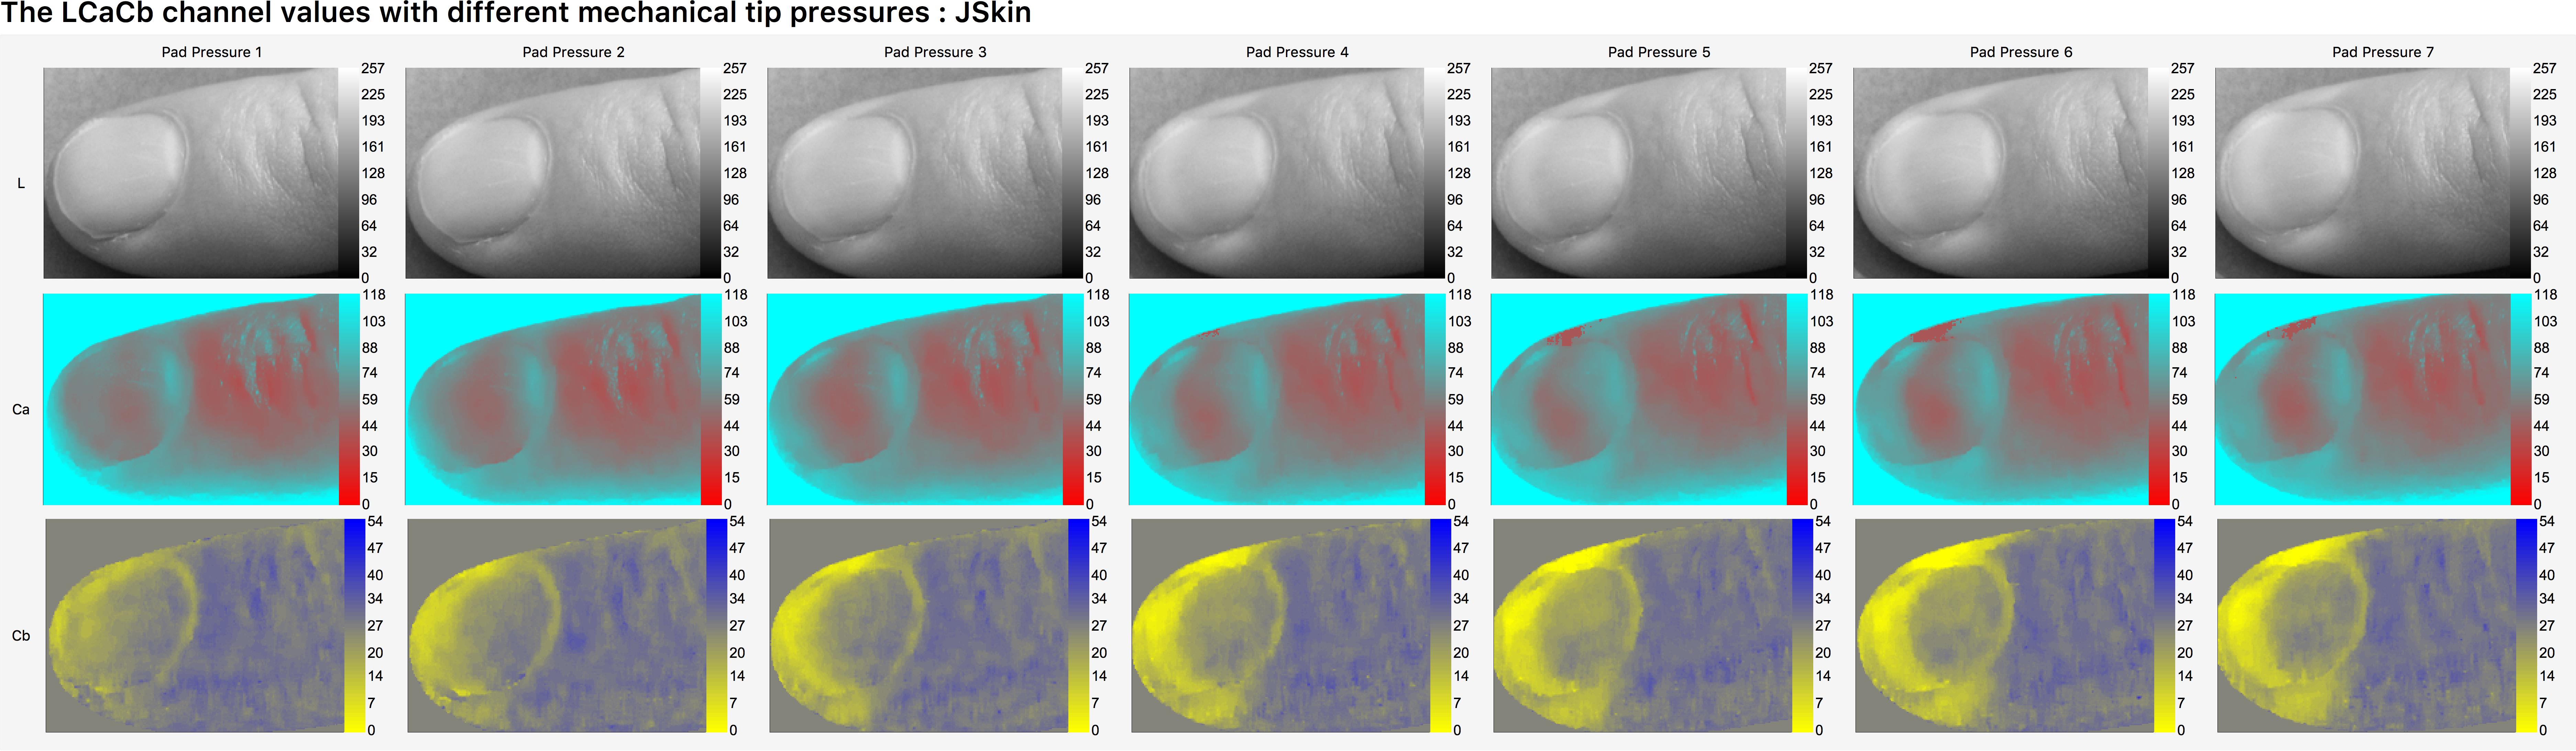 The LCaCb channel values with different mechanical tip pressures : JSkin
Pad Pressure 1 Pad Pressure 2 Pad Pressure 3 Pad Pressure 4 Pad Pressure 5 Pad Pressure 6 Pad Pressure 7
257 257 257 257 257 257 257
225 225 225 225 225 225 225
193 193 193 193 193 193 193
161 161 161 161 161 161 161
L 128 128 128 128 128 128 128
96 96 96 96 96 96 96
64 64 64 64 64 64 64
32 32 32 32 32 32 32
0 0 0 0 0 0 0
118 118 118 118 118 118 118
103 103 103 103 103 103 103
88 88 88 88 88 88 88
74 74 74 74 74 74 74
Ca 59 59 59 59 59 59 59
44 44 44 44 44 44 44
30 30 30 30 30 30 30
15 15 15 15 15 15 15
0 0 0 0 0 0 0
54 54 54 54 54 54 54
47 47 47 47 47 47 47
40 40 40 40 40 40 40
34 34 34 34 34 34 34
Cb 27 27 27 27 27 27 27
20 20 20 20 20 20 20
14 14 14 14 14 14 14
7 7 7 7 7 7 7
0 0 0 0 0 0 0